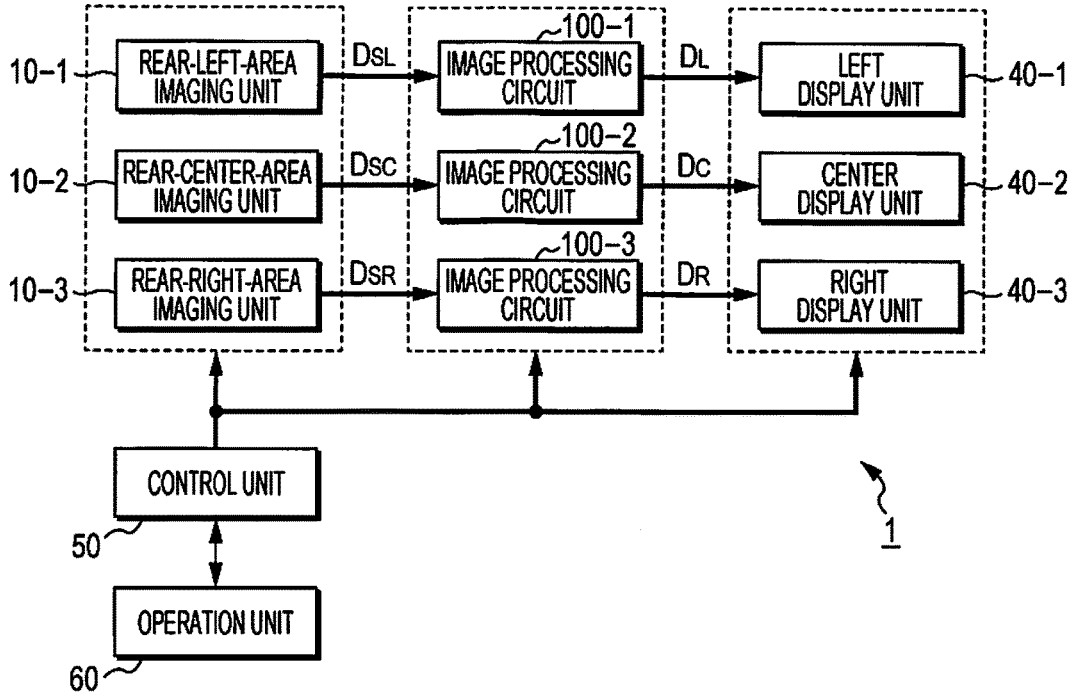 100-1
10-1
REAR-LEFT-AREA
IMAGING UNIT
DSL
IMAGE PROCESSING
CIRCUIT
DL
LEFT
DISPLAY UNIT
40-1
100-2
10-2
REAR-CENTER-AREA
IMAGING UNIT
DSC
IMAGE PROCESSING
CIRCUIT
DC
CENTER
DISPLAY UNIT
40-2
100-3
10-3
REAR-RIGHT-AREA
IMAGING UNIT
DSR
IMAGE PROCESSING
CIRCUIT
DR
RIGHT
DISPLAY UNIT
40-3
CONTROL UNIT
50
1
OPERATION UNIT
60